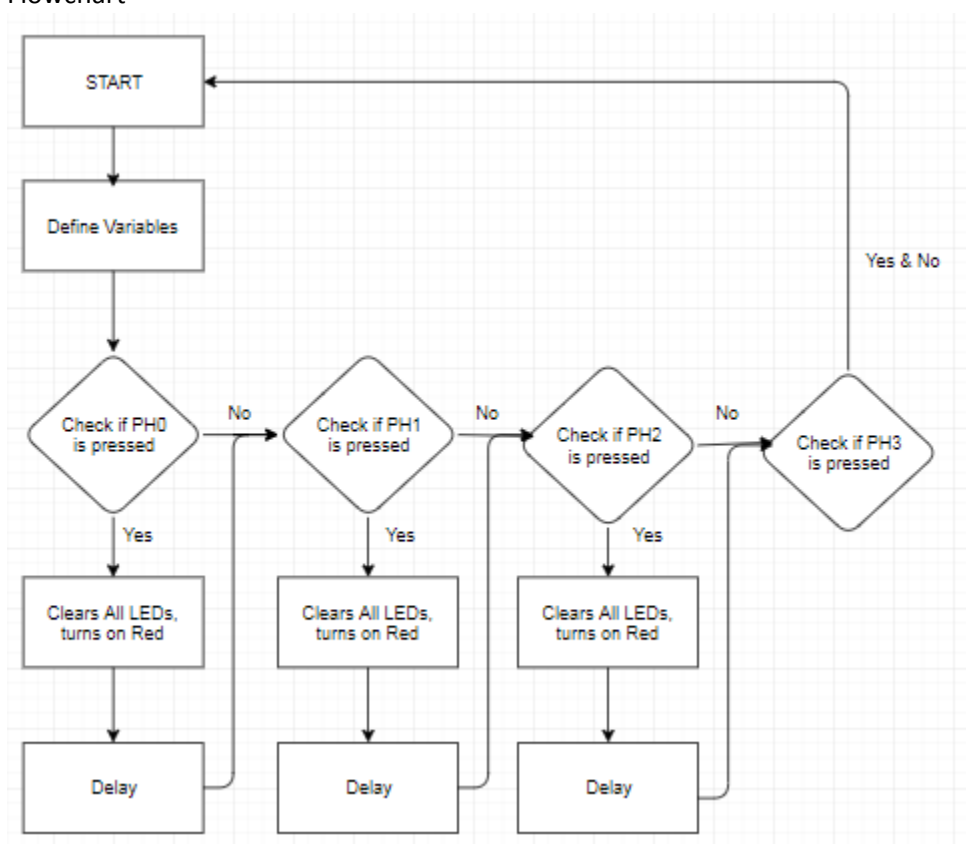 Flowchart
START
Define Variables
Yes & No
Check if PH0
is pressed
No
Check if PH1
is pressed
No
Check if PH2
is pressed
No
Check if PH3
is pressed
Yes
Yes
Yes
Clears All LEDs,
turns on Red
Clears All LEDs,
turns on Red
Clears All LEDs,
turns on Red
Delay
Delay
Delay